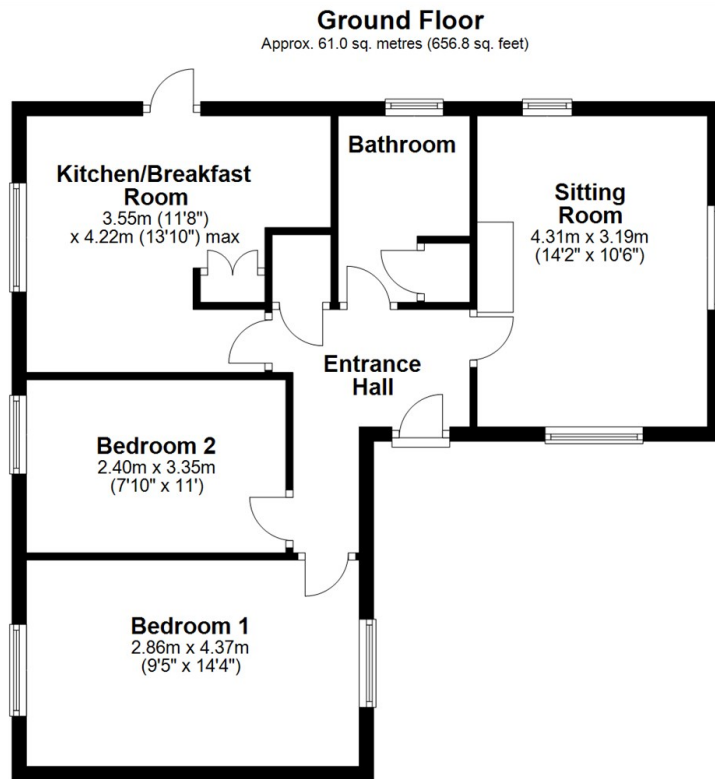 Ground Floor
Approx. 61.0 sq. metres (656.8 sq. feet)
Kitchen/Breakfast
Room
3.55m (11'8")
x 4.22m (13'10") max
Bathroom
Sitting
Room
4.31m x 3.19m
(14'2" x 10'6")
Entrance
Hall
Bedroom 2
2.40m x 3.35m
(7'10" x 11')
Bedroom 1
2.86m x 4.37m
(9'5" x 14'4")